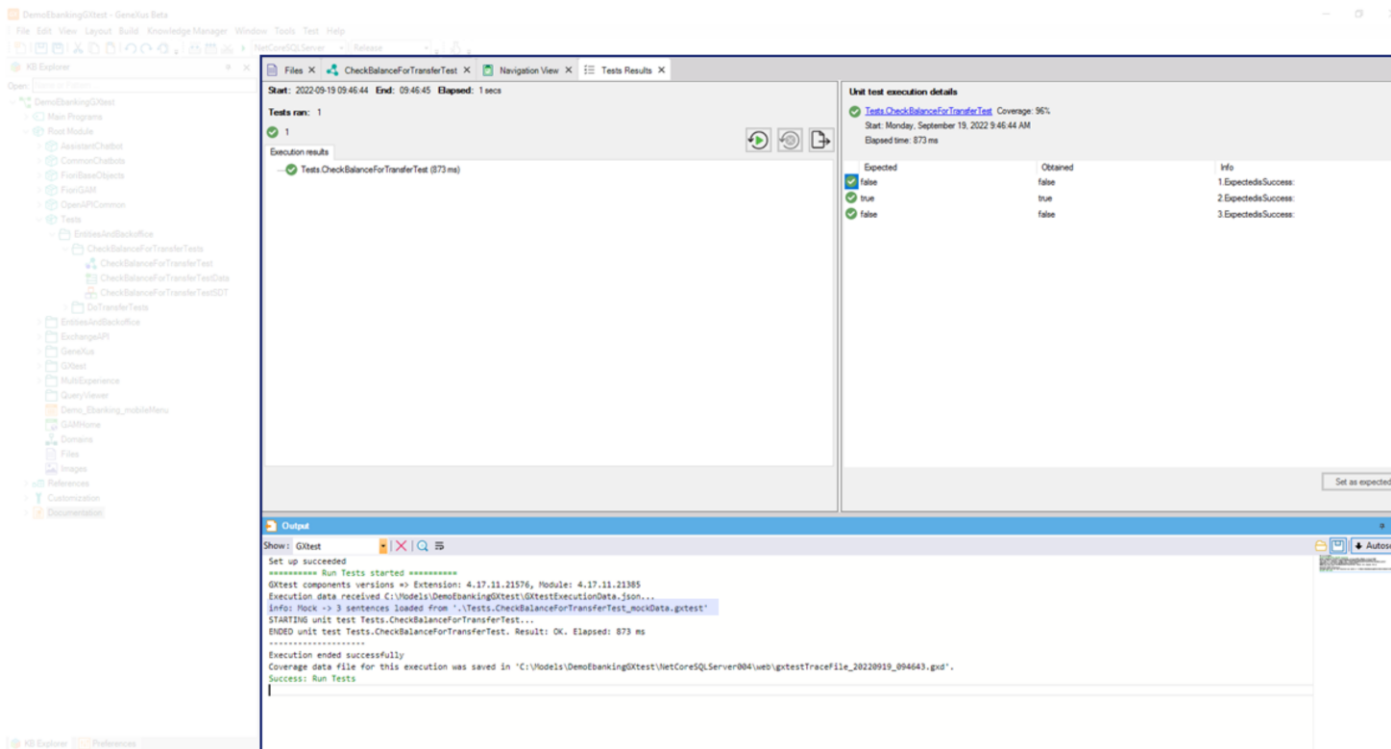 DemoEbankingGXtest - GeneXus Beta
File Edit View Layout Build Knowledge Manager Window Tools Test Help
NetCoreSQLServer Release
KB Explorer
Open:
DemoEbankingGXtest
Main Programs
Root Module
AssistantChatbot
CommonChatbots
FioriBaseObjects
FioriGAM
OpenAPICommon
Tests
EntitiesAndBackoffice
CheckBalanceForTransferTests
CheckBalanceForTransferTest
CheckBalanceForTransferTestData
CheckBalanceForTransferTestSDT
DoTransferTests
EntitiesAndBackoffice
ExchangeAPI
GeneXus
GXtest
MultiExperience
QueryViewer
Demo_Ebanking_mobileMenu
GAMHome
Domains
Files
Images
References
Customization
Documentation
KB Explorer Preferences
Files CheckBalanceForTransferTest Navigation View Tests Results
Start: 2022-09-19 09:46:44 End: 09:46:45 Elapsed: 1 secs
Tests ran: 1
1
Execution results
Tests.CheckBalanceForTransferTest (873 ms)
Unit test execution details
Tests.CheckBalanceForTransferTest Coverage: 96%
Start: Monday, September 19, 2022 9:46:44 AM
Elapsed time: 873 ms
Expected Obtained Info
false false 1.ExpectedisSuccess:
true true 2.ExpectedisSuccess:
false false 3.ExpectedisSuccess:
Set as expected
Output
Show: GXtest
Autosc
Set up succeeded
========== Run Tests started ==========
GXtest components versions => Extension: 4.17.11.21576, Module: 4.17.11.21385
Execution data received C:\Models\DemoEbankingGXtest\GXtestExecutionData.json...
info: Mock -> 3 sentences loaded from '.\Tests.CheckBalanceForTransferTest_mockData.gxtest'
STARTING unit test Tests.CheckBalanceForTransferTest...
ENDED unit test Tests.CheckBalanceForTransferTest. Result: OK. Elapsed: 873 ms
-------------------
Execution ended successfully
Coverage data file for this execution was saved in 'C:\Models\DemoEbankingGXtest\NetCoreSQLServer004\web\gxtestTraceFile_20220919_094643.gxd'.
Success: Run Tests